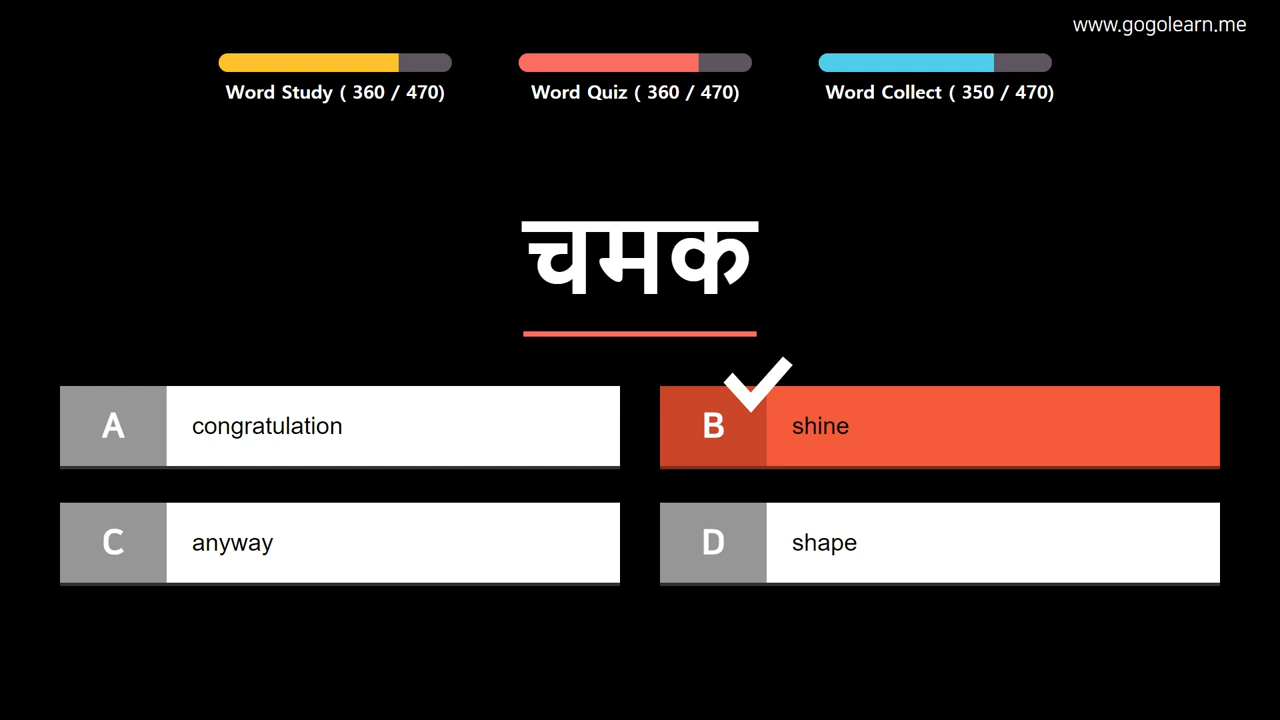 www.gogolearn.me
Word Study ( 360 / 470)
Word Quiz ( 360 / 470)
Word Collect ( 350 / 470)
चमक
A congratulation
B shine
C anyway
D shape